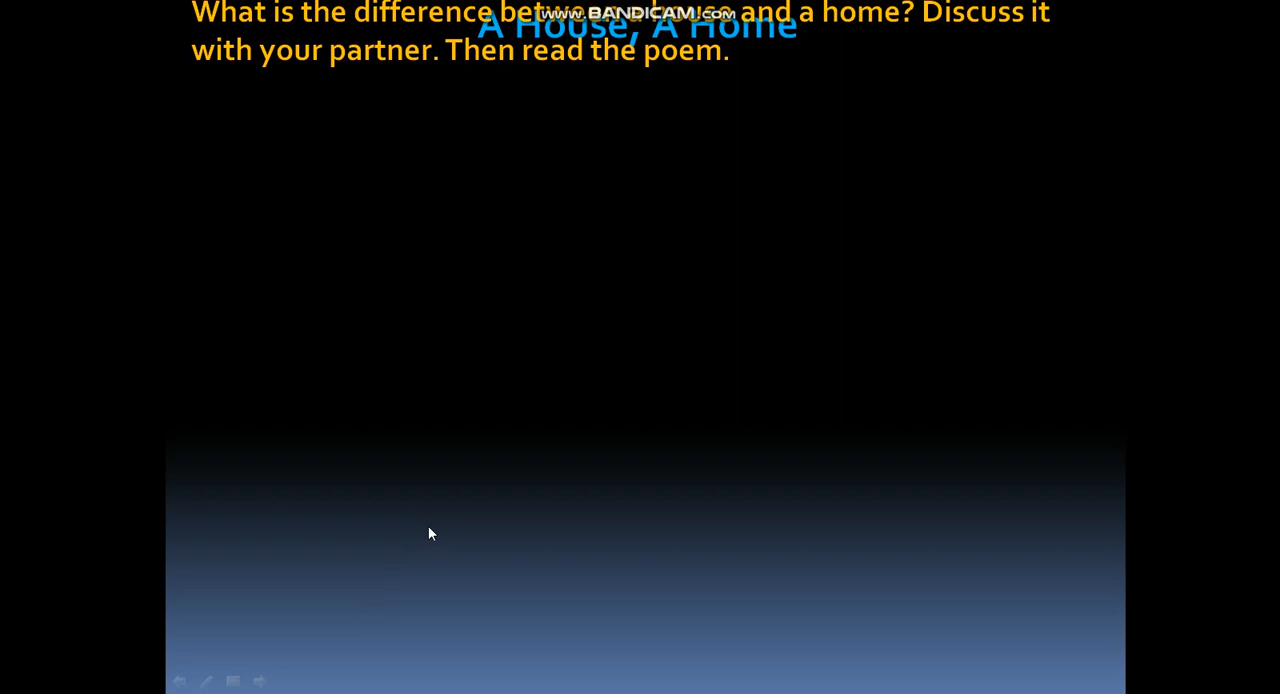 What is the difference between a house and a home? Discuss it
www.BANDICAM.com
A House, A Home
with your partner. Then read the poem.